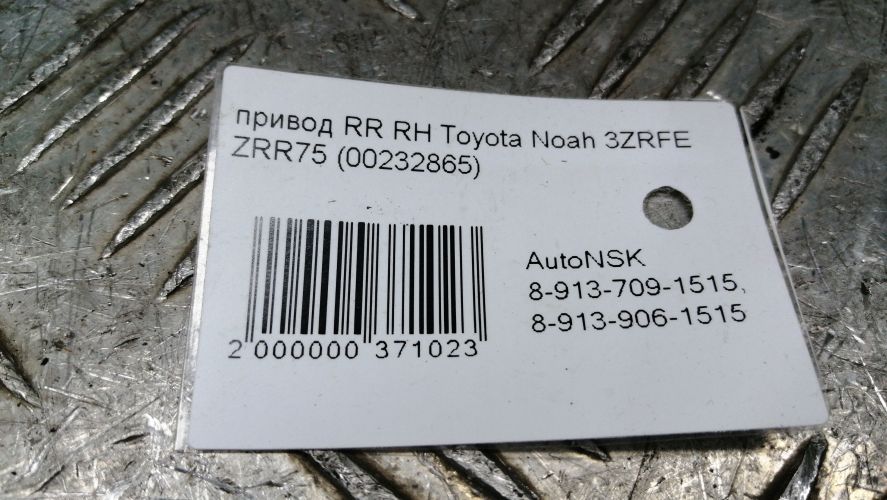 привод RR RH Toyota Noah 3ZRFE
ZRR75 (00232865)
AutoNSK
8-913-709-1515,
8-913-906-1515
2 000000 371023